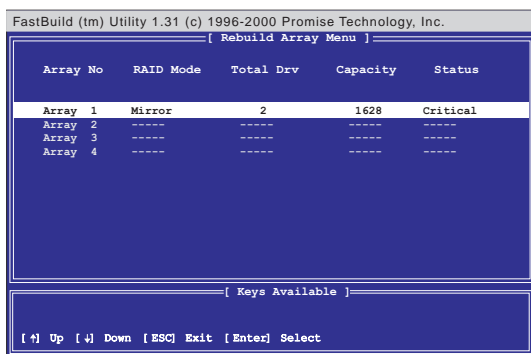 FastBuild (tm) Utility 1.31 (c) 1996-2000 Promise Technology, Inc.
[ Rebuild Array Menu ]
Array No RAID Mode Total Drv Capacity Status
Array 1 Mirror 2 1628 Critical
Array 2 ----- ----- ----- -----
Array 3 ----- ----- ----- -----
Array 4 ----- ----- ----- -----
[ Keys Available ]
[↑] Up [↓] Down [ESC] Exit [Enter] Select